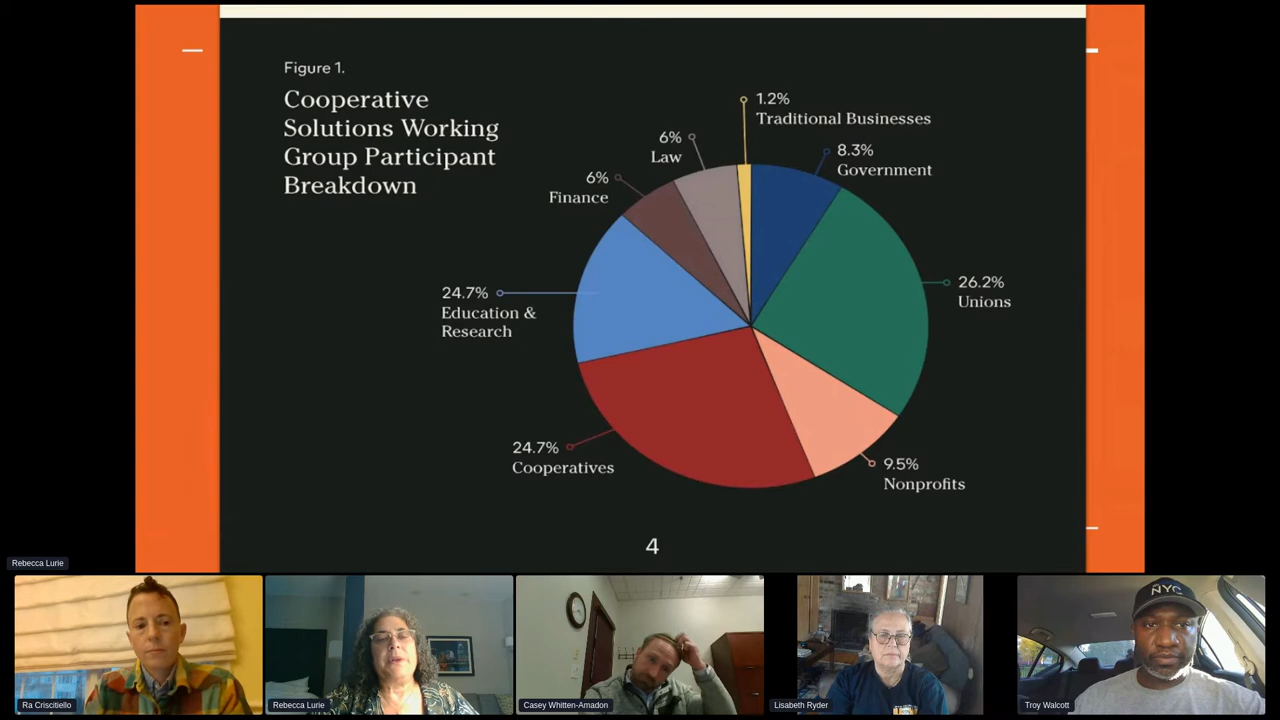 Figure 1.
Cooperative
Solutions Working
Group Participant
Breakdown
1.2%
Traditional Businesses
8.3%
Government
6%
Law
6%
Finance
24.7%
Education &
Research
26.2%
Unions
24.7%
Cooperatives
9.5%
Nonprofits
4
Rebecca Lurie
NYC
Ra Criscitiello
Rebecca Lurie
Casey Whitten-Amadon
Lisabeth Ryder
Troy Walcott